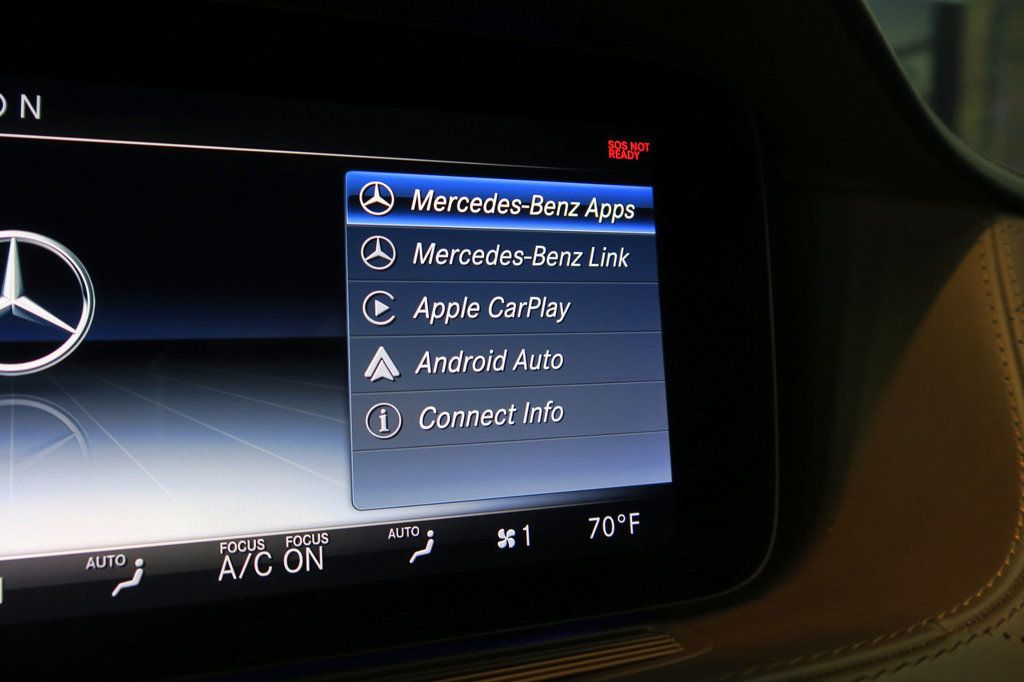 ON
SOS NOT
READY
Mercedes-Benz Apps
Mercedes-Benz Link
Apple CarPlay
Android Auto
Connect Info
AUTO
FOCUS FOCUS
A/C ON
AUTO
1
70°F